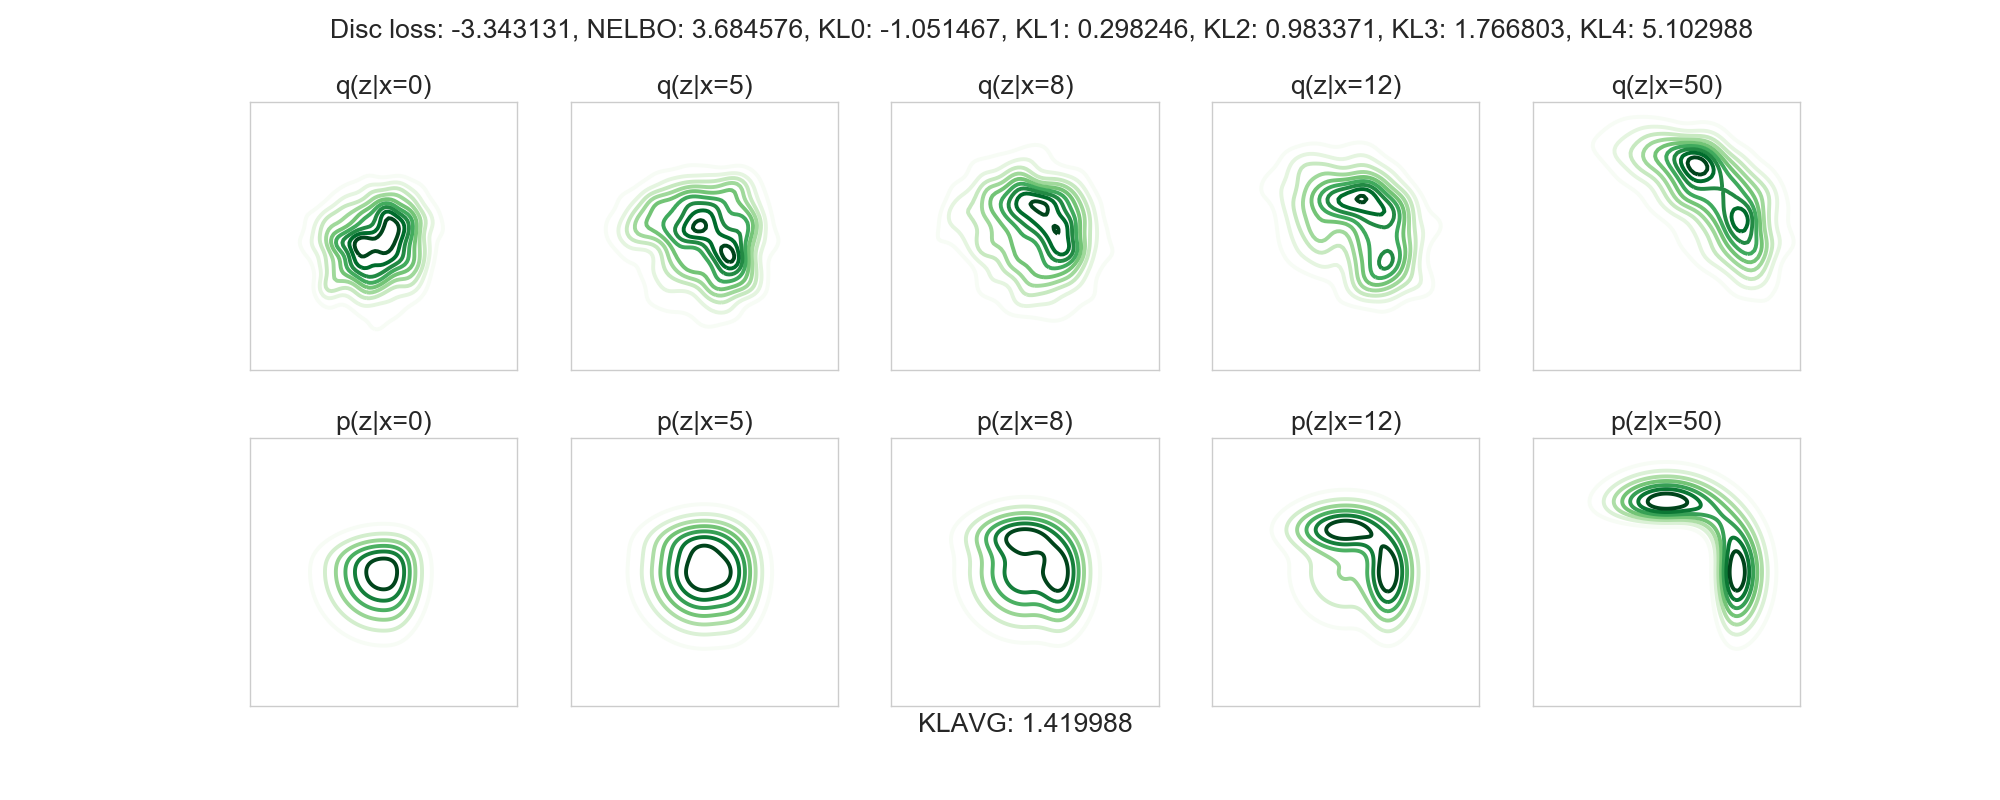 Disc loss: -3.343131, NELBO: 3.684576, KL0: -1.051467, KL1: 0.298246, KL2: 0.983371, KL3: 1.766803, KL4: 5.102988
q(z|x=0) q(z|x=5) q(z|x=8) q(z|x=12) q(z|x=50)
p(z|x=0) p(z|x=5) p(z|x=8) p(z|x=12) p(z|x=50)
KLAVG: 1.419988